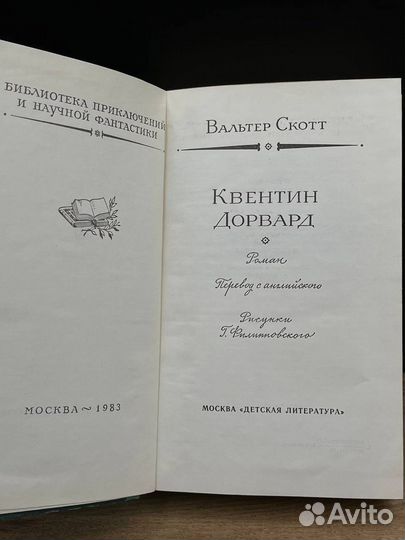 БИБЛИОТЕКА ПРИКЛЮЧЕНИЙ
И НАУЧНОЙ ФАНТАСТИКИ
МОСКВА ~ 1983
ВАЛЬТЕР СКОТТ
КВЕНТИН
ДОРВАРД
Роман
Перевод с английского
Рисунки
Г. Филипповского
МОСКВА «ДЕТСКАЯ ЛИТЕРАТУРА»
Avito